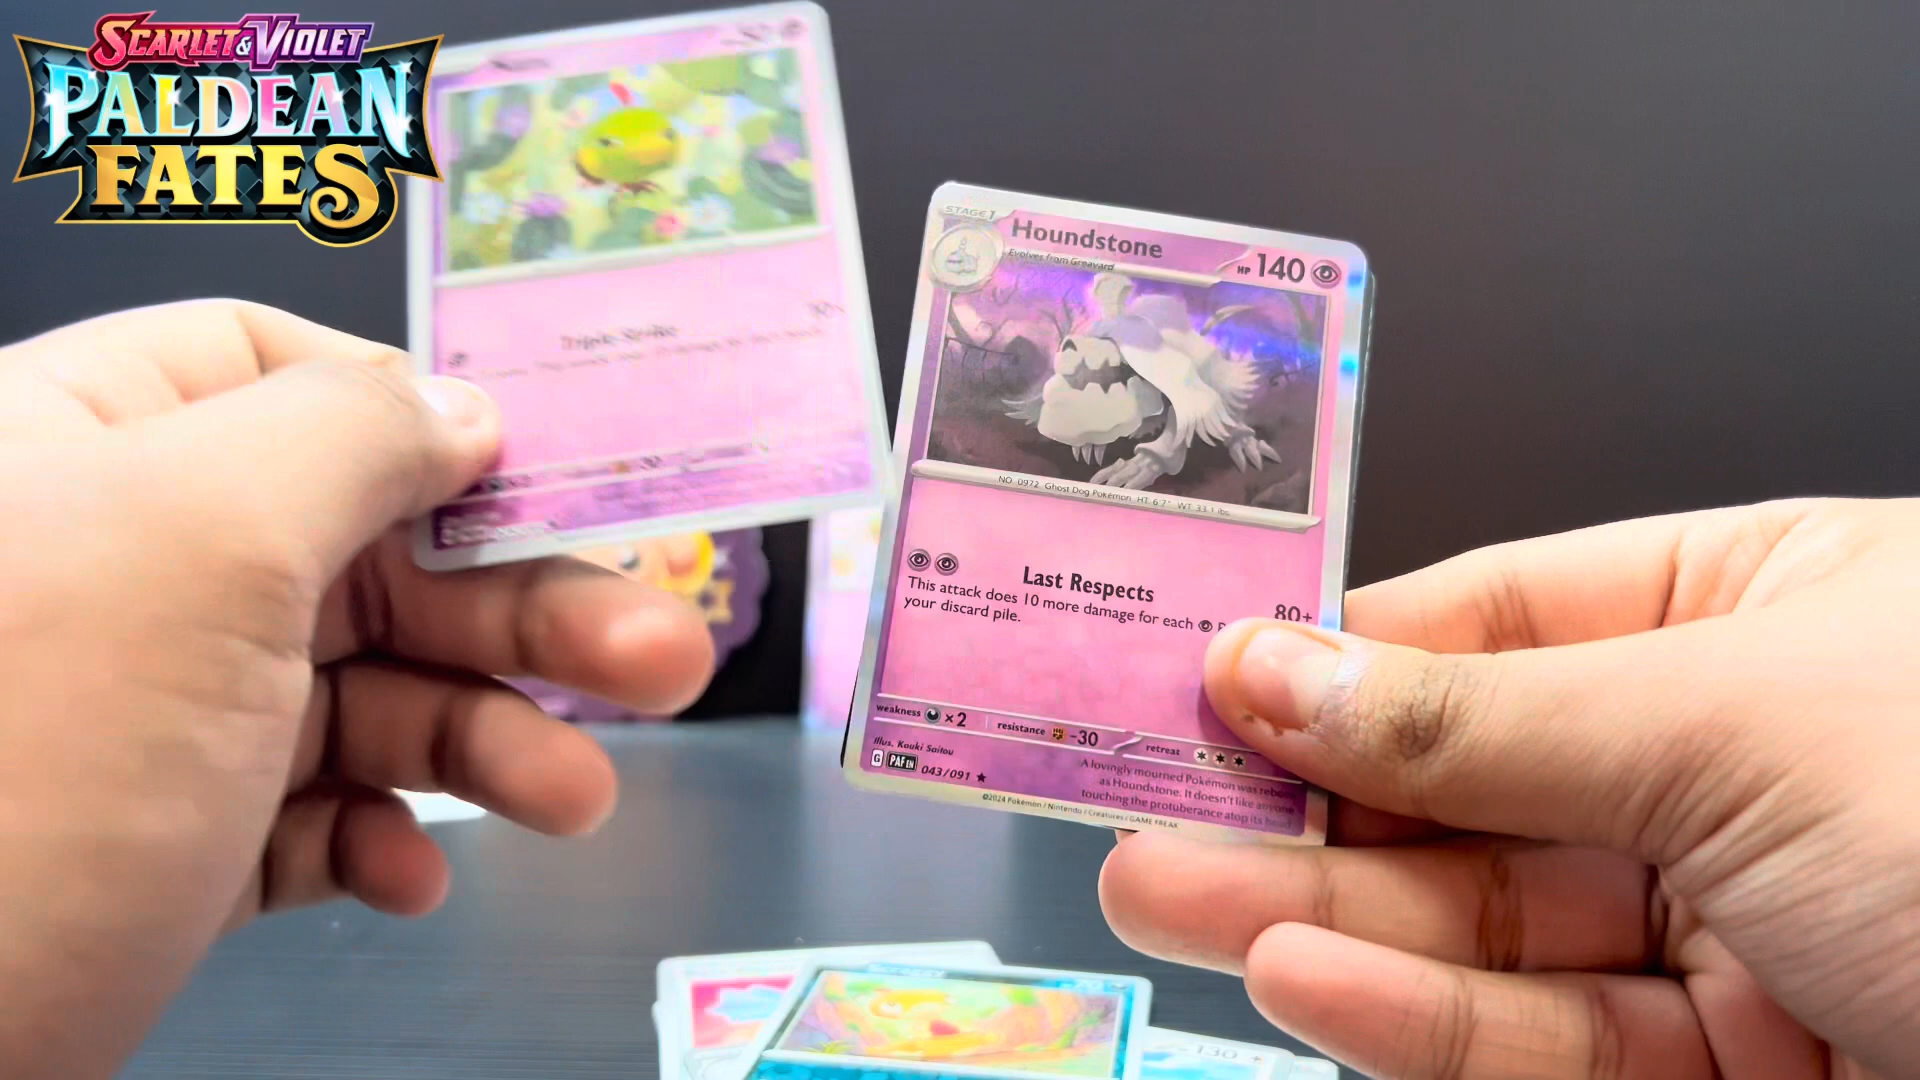 SCARLET & VIOLET
PALDEAN
FATES
STAGE 1
Houndstone
HP 140
Evolves from Greavard
NO. 0972 Ghost Dog Pokémon HT: 6'7" WT: 33.1 lbs.
Last Respects
80+
This attack does 10 more damage for each
your discard pile.
weakness ×2 resistance -30 retreat
Illus. Kouki Saitou
G PAF EN 043/091 ★
A lovingly mourned Pokémon was
as Houndstone. It doesn't like anyone
touching the protuberance atop its head.
©2024 Pokémon / Nintendo / Creatures / GAME FREAK
Scraggy
130